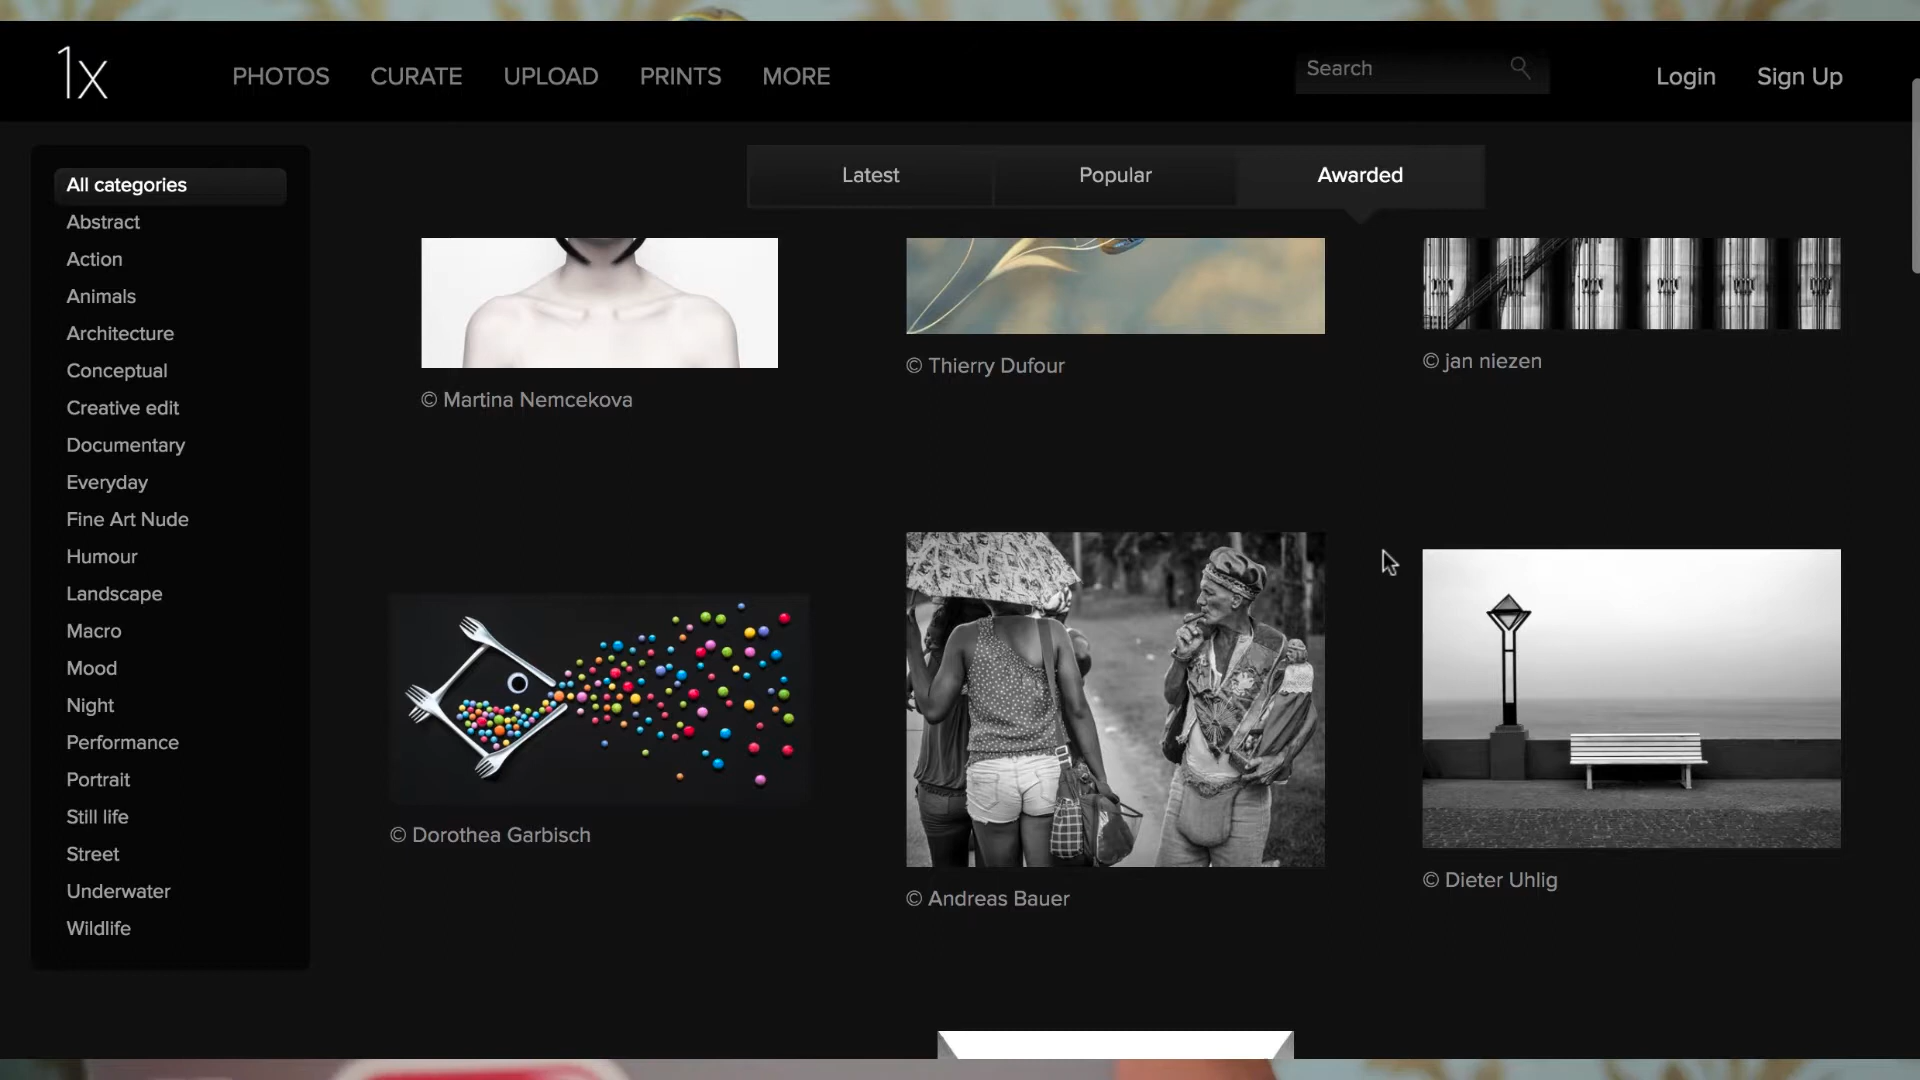 1x
PHOTOS
CURATE
UPLOAD
PRINTS
MORE
Search
Login
Sign Up
Latest
Popular
Awarded
All categories
Abstract
Action
Animals
Architecture
Conceptual
Creative edit
Documentary
Everyday
Fine Art Nude
Humour
Landscape
Macro
Mood
Night
Performance
Portrait
Still life
Street
Underwater
Wildlife
© Martina Nemcekova
© Thierry Dufour
© jan niezen
© Dorothea Garbisch
© Andreas Bauer
© Dieter Uhlig